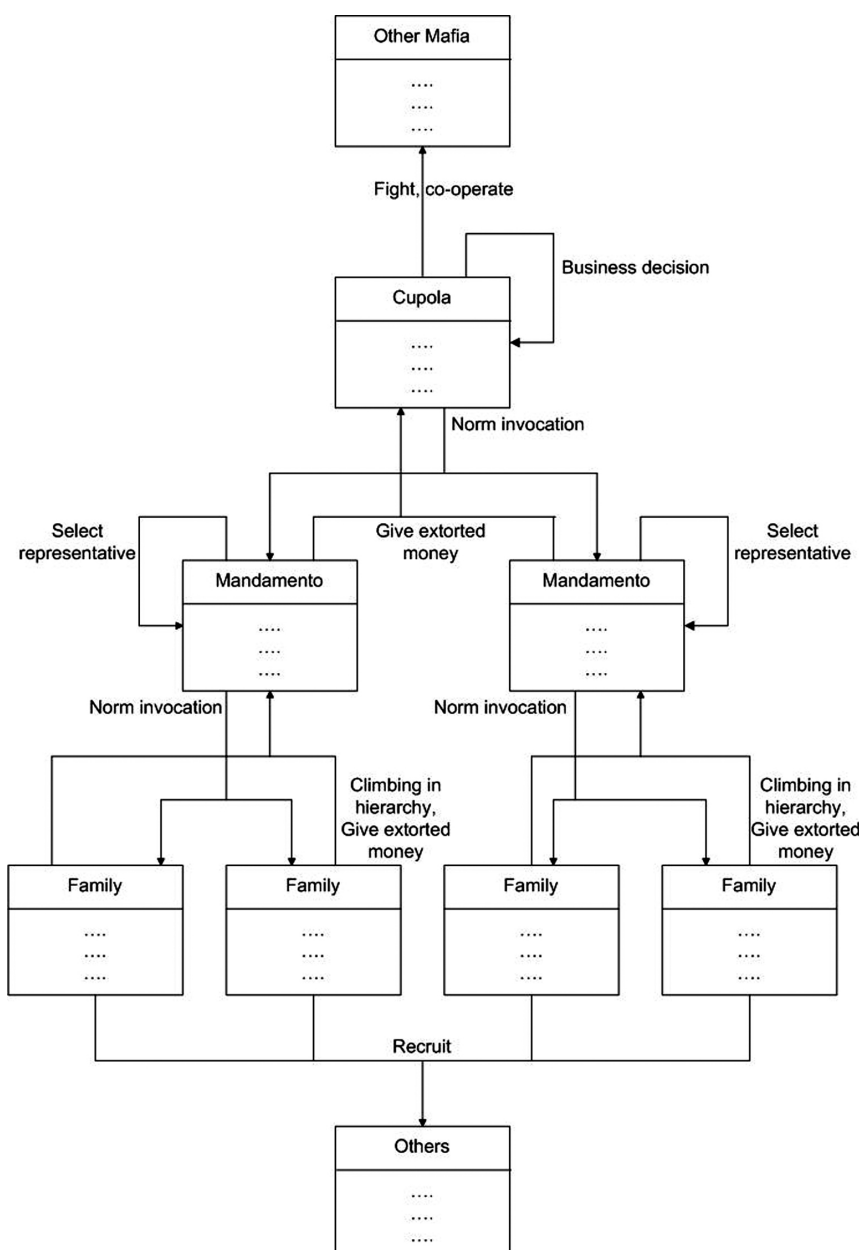 Other Mafia
....
....
....
Fight, co-operate
Business decision
Cupola
....
....
....
Norm invocation
Select
representative
Give extorted
money
Select
representative
Mandamento
....
....
....
Mandamento
....
....
....
Norm invocation
Norm invocation
Climbing in
hierarchy,
Give extorted
money
Climbing in
hierarchy,
Give extorted
money
Family
....
....
....
Family
....
....
....
Family
....
....
....
Family
....
....
....
Recruit
Others
....
....
....